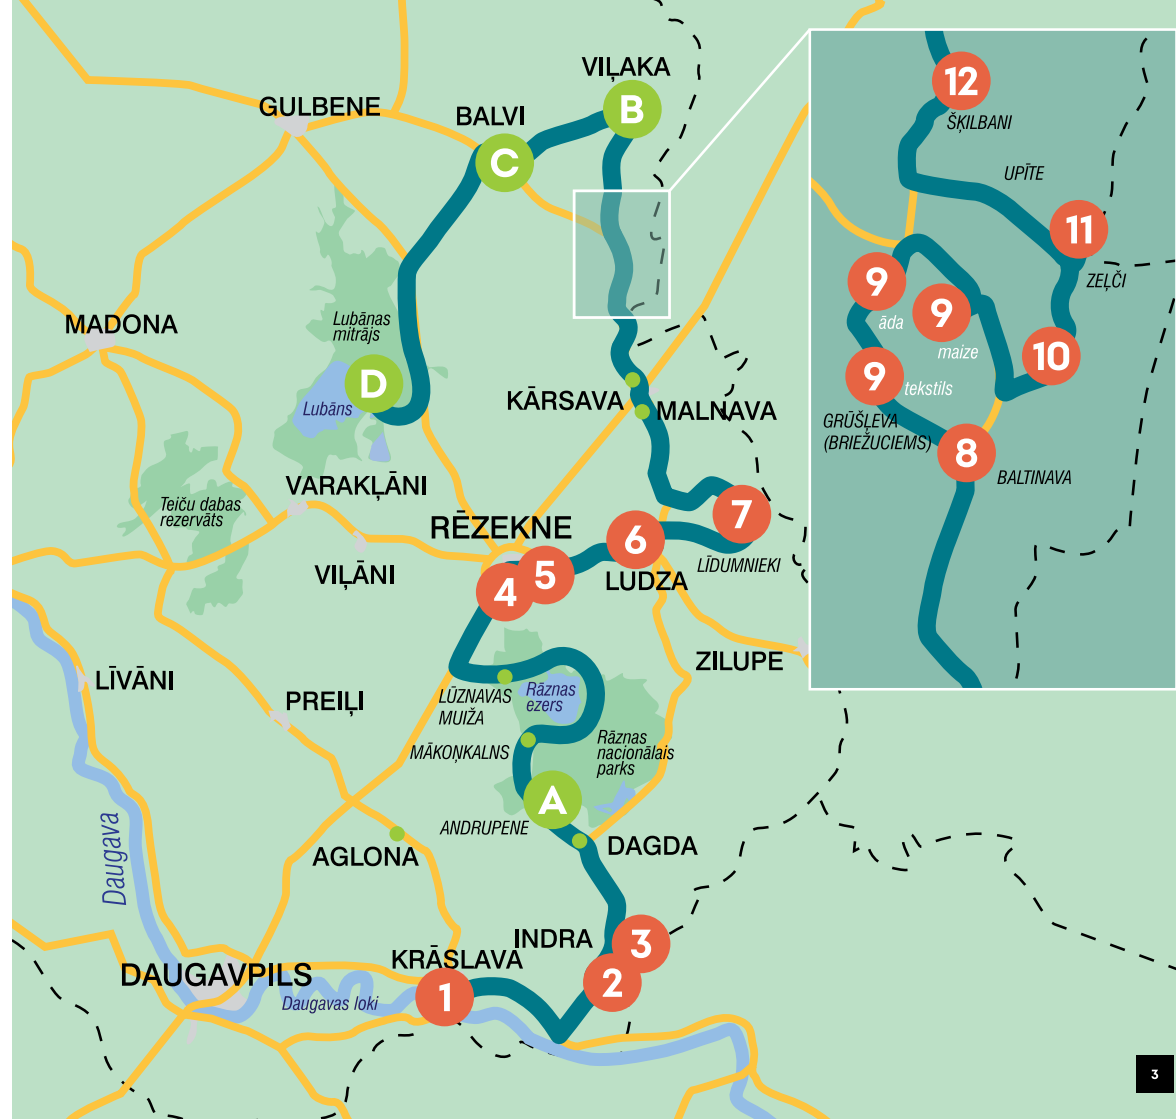 VIĻAKA
B
GULBENE
BALVI
C
12
ŠĶILBANI
UPĪTE
11
ZEĻČI
9
āda
9
maize
10
9
tekstils
GRŪŠĻEVA
(BRIEŽUCIEMS)
8
BALTINAVA
MADONA
Lubānas
mitrājs
D
Lubāns
KĀRSAVA
MALNAVA
VARAKĻĀNI
Teiču dabas
rezervāts
RĒZEKNE
VIĻĀNI
7
6
LĪDUMNIEKI
LUDZA
5
4
ZILUPE
LĪVĀNI
PREIĻI
LŪZNAVAS
MUIŽA
Rāznas
ezers
MĀKOŅKALNS
Rāznas
nacionālais
parks
A
ANDRUPENE
DAGDA
AGLONA
Daugava
INDRA
3
2
KRĀSLAVA
1
DAUGAVPILS
Daugavas loki
3